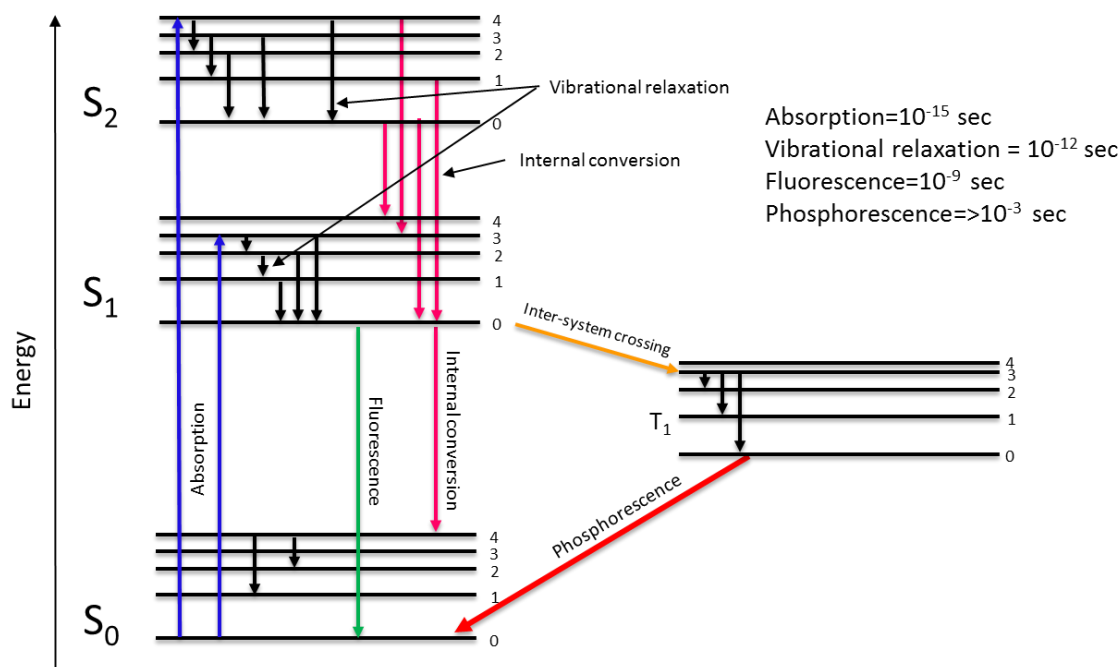 Energy
S2
4
3
2
1
0
Vibrational relaxation
Internal conversion
Absorption=10-15 sec
Vibrational relaxation = 10-12 sec
Fluorescence=10-9 sec
Phosphorescence=>10-3 sec
S1
4
3
2
1
0
Inter-system crossing
Absorption
Fluorescence
Internal conversion
T1
4
3
2
1
0
Phosphorescence
S0
4
3
2
1
0